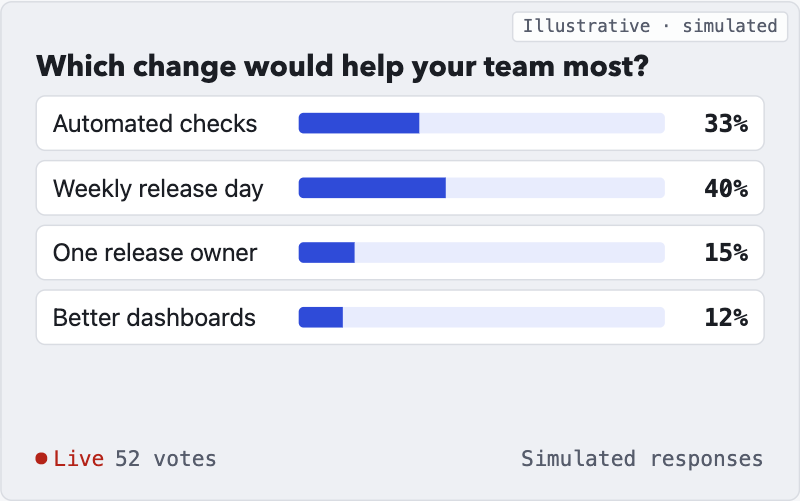 Illustrative · simulated
Which change would help your team most?
Automated checks 33%
Weekly release day 40%
One release owner 15%
Better dashboards 12%
Live 52 votes Simulated responses